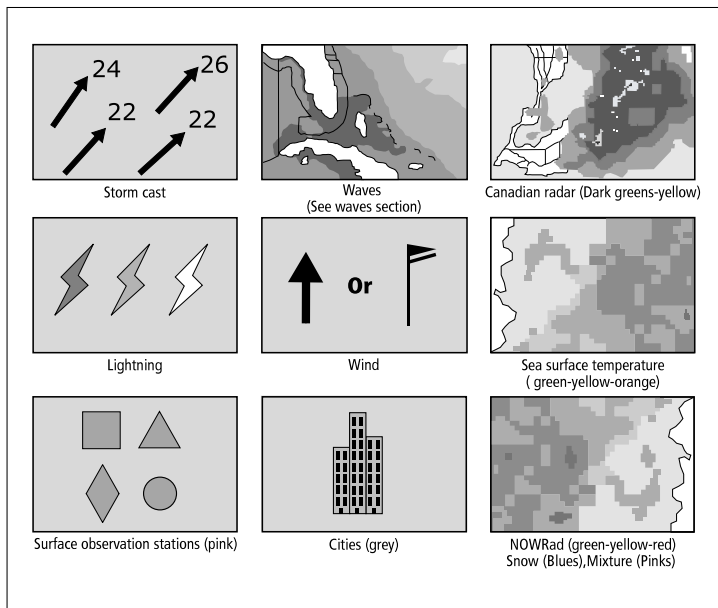 24
26
22
22
Storm cast
Waves
(See waves section)
Canadian radar (Dark greens-yellow)
Lightning
Or
Wind
Sea surface temperature
( green-yellow-orange)
Surface observation stations (pink)
Cities (grey)
NOWRad (green-yellow-red)
Snow (Blues),Mixture (Pinks)